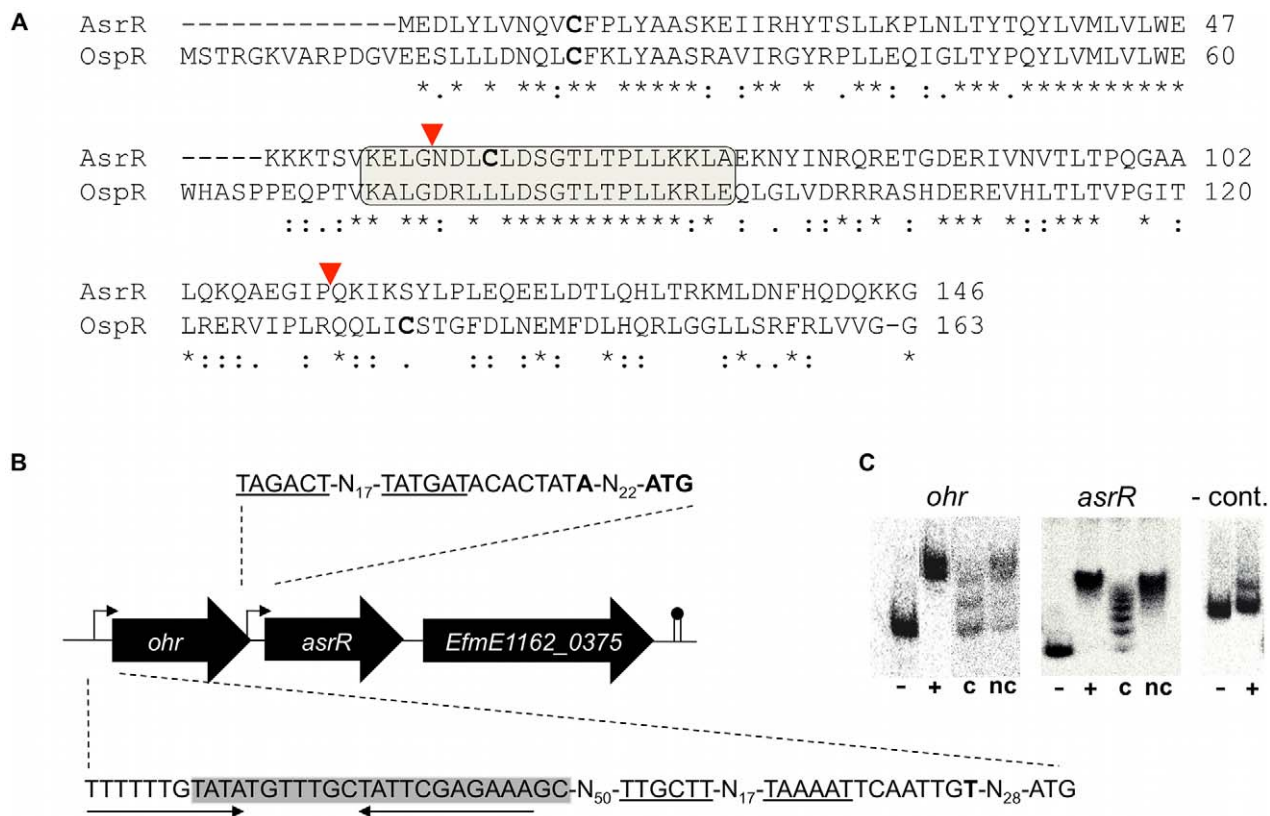 A
AsrR -------------MEDLYLVNQVCFPLYAASKEIIRHYTSLLKPLNLTYTQYLVMLVLWE 47
OspR MSTRGKVARPDGVEESLLLDNQLCFKLYAASRAVIRGYRPLLEQIGLTYPQYLVMLVLWE 60
*.* * **:** *****: :** * .**: :.*** ***********
AsrR -----KKKTSVKELGNDLCLDSGTLTPLLKKLAEKNYINRQRETGDERIVNVTLTPQGAA 102
OspR WHASPPEQPTVKALGDRLLLDSGTLTPLLKRLEQLGLVDRRRASHDEREVHLTLTVPGIT 120
::.:** **: * ***********:* : . ::*:* : *** *::*** * :
AsrR LQKQAEGIPQKIKSYLPLEQEELDTLQHLTRKMLDNFHQDQKKG 146
OspR LRERVIPLRQQLICSTGFDLNEMFDLHQRLGGLLSRFRLVVG-G 163
*::. : *:: . :: :*: *:: :*..*: *
B
TAGACT-N17-TATGATACACTATA-N22-ATG
ohr asrR EfmE1162_0375
TTTTTTGTATATGTTTGCTATTCGAGAAAGC-N50-TTGCTT-N17-TAAAATTCAATTGT-N28-ATG
C
ohr asrR - cont.
- + c nc - + c nc - +